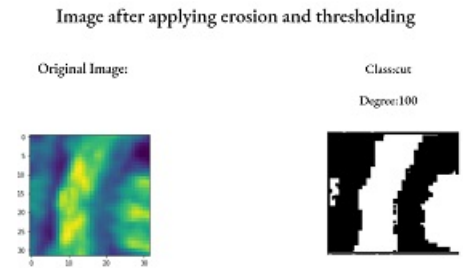 Image after applying erosion and thresholding
Original Image:
Class:cut
Degree:100
0
5
10
15
20
25
30
0
10
20
30